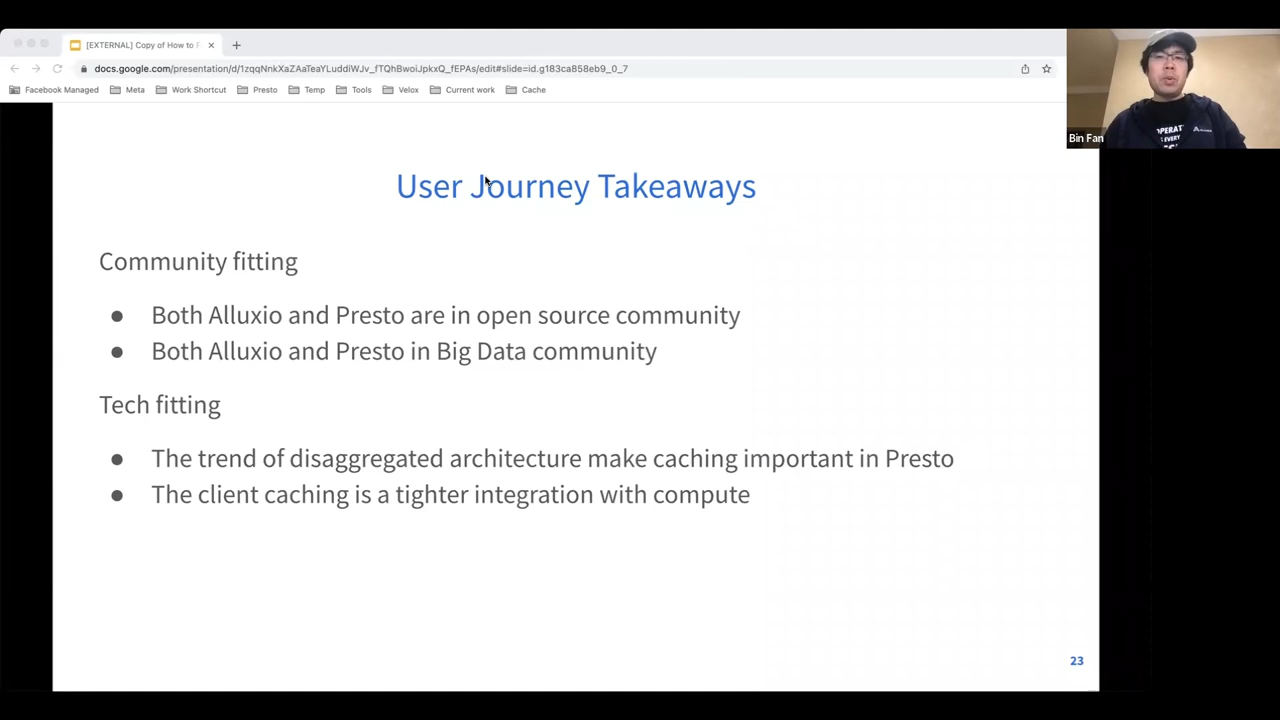 [EXTERNAL] Copy of How to F
docs.google.com/presentation/d/1zqqNnkXaZAaTeaYLuddiWJv_fTQhBwoiJpkxQ_fEPAs/edit#slide=id.g183ca858eb9_0_7
Facebook Managed Meta Work Shortcut Presto Temp Tools Velox Current work Cache
OPERAT
EVERY
Bin Fan
User Journey Takeaways
Community fitting
● Both Alluxio and Presto are in open source community
● Both Alluxio and Presto in Big Data community
Tech fitting
● The trend of disaggregated architecture make caching important in Presto
● The client caching is a tighter integration with compute
23